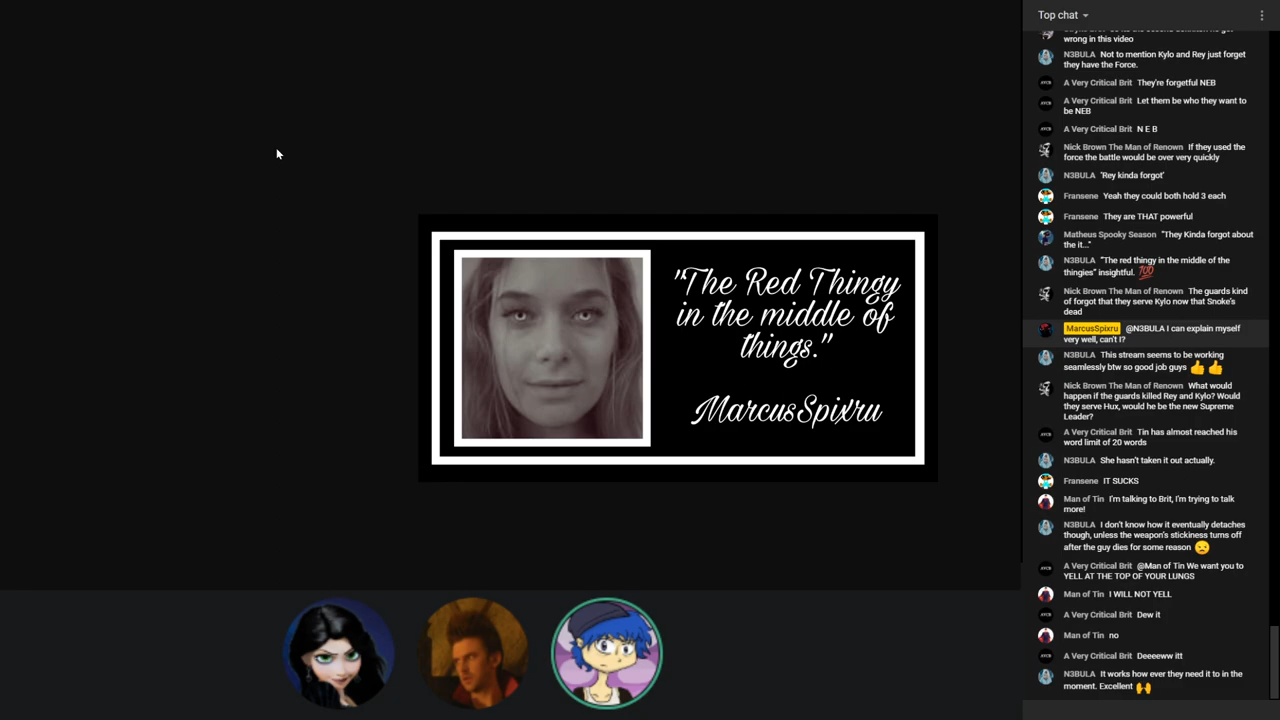 "The Red Thingy
in the middle of
things."
MarcusSpixru
Top chat
wrong in this video
N3BULA Not to mention Kylo and Rey just forget
they have the Force.
A Very Critical Brit They're forgetful NEB
A Very Critical Brit Let them be who they want to
be NEB
A Very Critical Brit N E B
Nick Brown The Man of Renown If they used the
force the battle would be over very quickly
N3BULA 'Rey kinda forgot'
Fransene Yeah they could both hold 3 each
Fransene They are THAT powerful
Matheus Spooky Season "They Kinda forgot about
the it..."
N3BULA "The red thingy in the middle of the
thingies" insightful. 💯
Nick Brown The Man of Renown The guards kind
of forgot that they serve Kylo now that Snoke's
dead
MarcusSpixru @N3BULA I can explain myself
very well, can't I?
N3BULA This stream seems to be working
seamlessly btw so good job guys 👍 👍
Nick Brown The Man of Renown What would
happen if the guards killed Rey and Kylo? Would
they serve Hux, would he be the new Supreme
Leader?
A Very Critical Brit Tin has almost reached his
word limit of 20 words
N3BULA She hasn't taken it out actually.
Fransene IT SUCKS
Man of Tin I'm talking to Brit, I'm trying to talk
more!
N3BULA I don't know how it eventually detaches
though, unless the weapon's stickiness turns off
after the guy dies for some reason 😞
A Very Critical Brit @Man of Tin We want you to
YELL AT THE TOP OF YOUR LUNGS
Man of Tin I WILL NOT YELL
A Very Critical Brit Dew it
Man of Tin no
A Very Critical Brit Deeeeww itt
N3BULA It works how ever they need it to in the
moment. Excellent 🙌